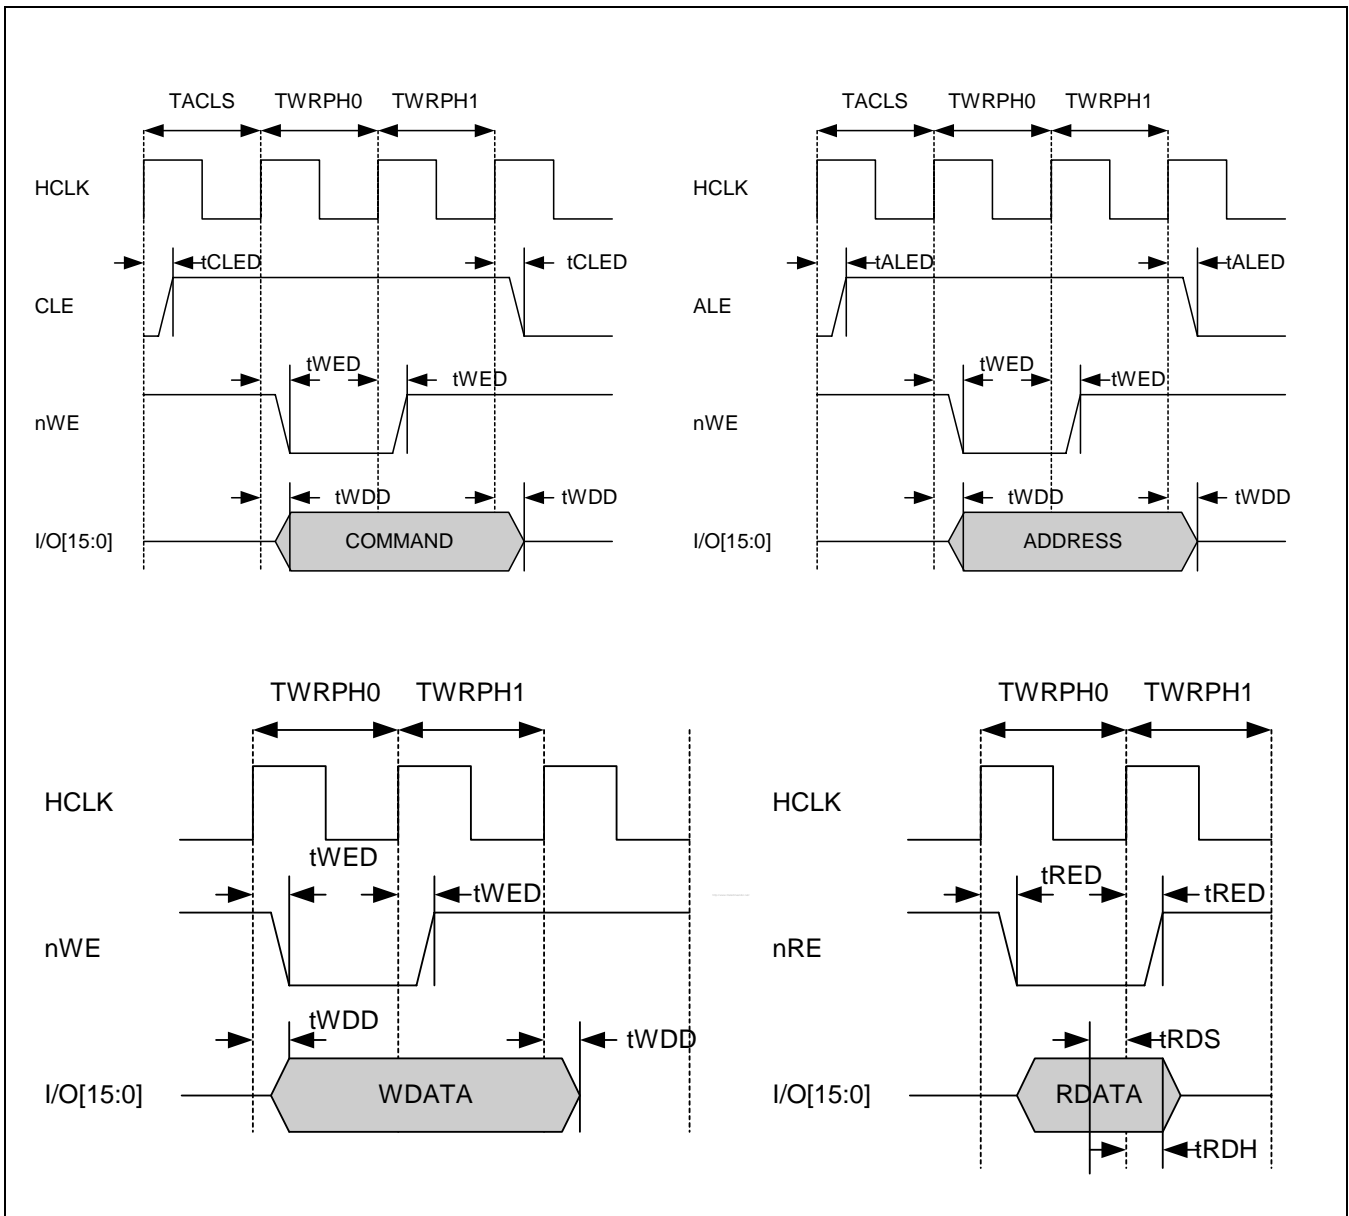 TACLS TWRPH0 TWRPH1
HCLK
tCLED tCLED
CLE
tWED tWED
nWE
tWDD tWDD
I/O[15:0] COMMAND
TACLS TWRPH0 TWRPH1
HCLK
tALED tALED
ALE
tWED tWED
nWE
tWDD tWDD
I/O[15:0] ADDRESS
TWRPH0 TWRPH1
HCLK
tWED tWED
nWE
tWDD tWDD
I/O[15:0] WDATA
TWRPH0 TWRPH1
HCLK
tRED tRED
nRE
tRDS
I/O[15:0] RDATA
tRDH